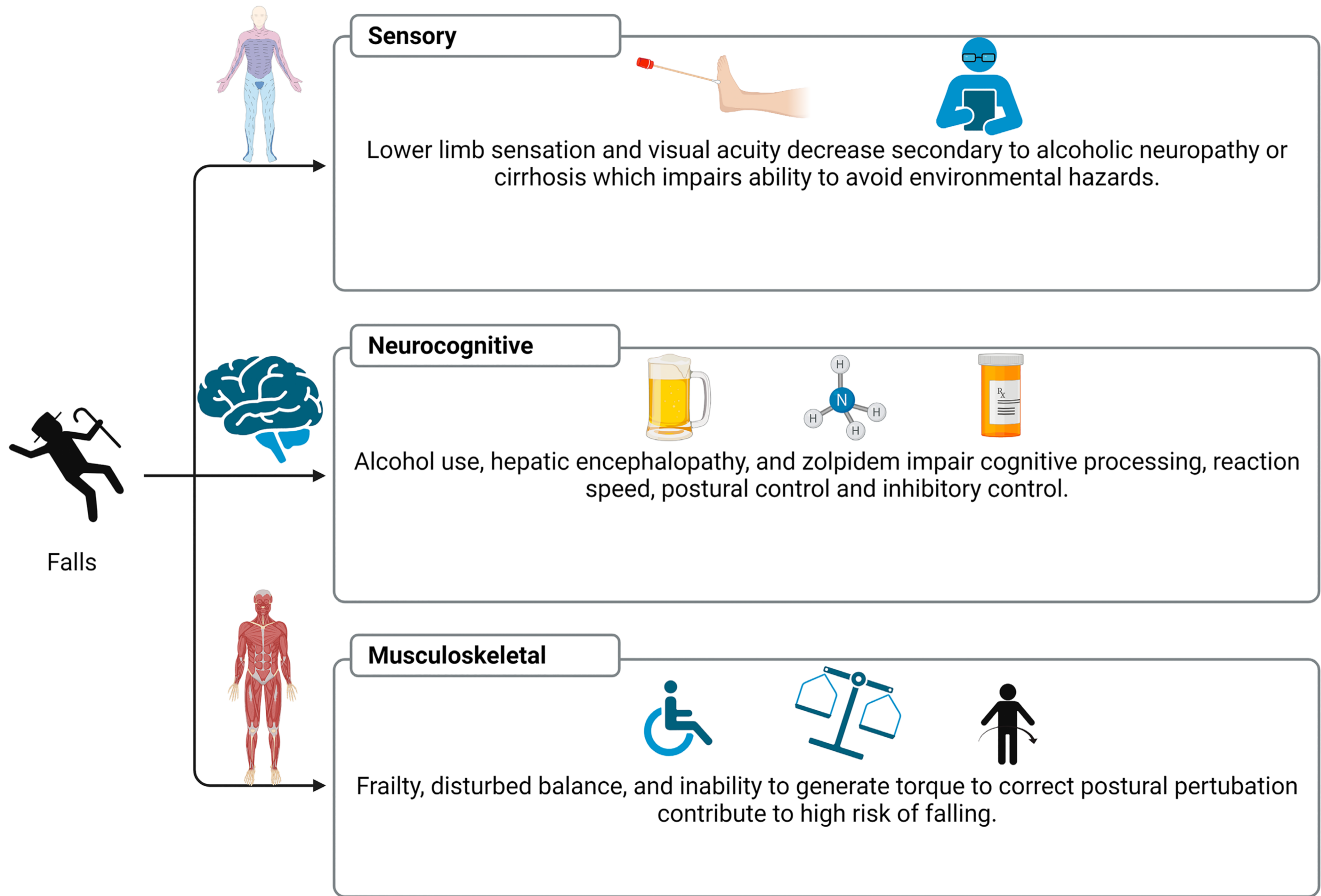 Sensory
Lower limb sensation and visual acuity decrease secondary to alcoholic neuropathy or
cirrhosis which impairs ability to avoid environmental hazards.
Neurocognitive
H
N
H
H
H
Rx
Alcohol use, hepatic encephalopathy, and zolpidem impair cognitive processing, reaction
speed, postural control and inhibitory control.
Falls
Musculoskeletal
Frailty, disturbed balance, and inability to generate torque to correct postural pertubation
contribute to high risk of falling.